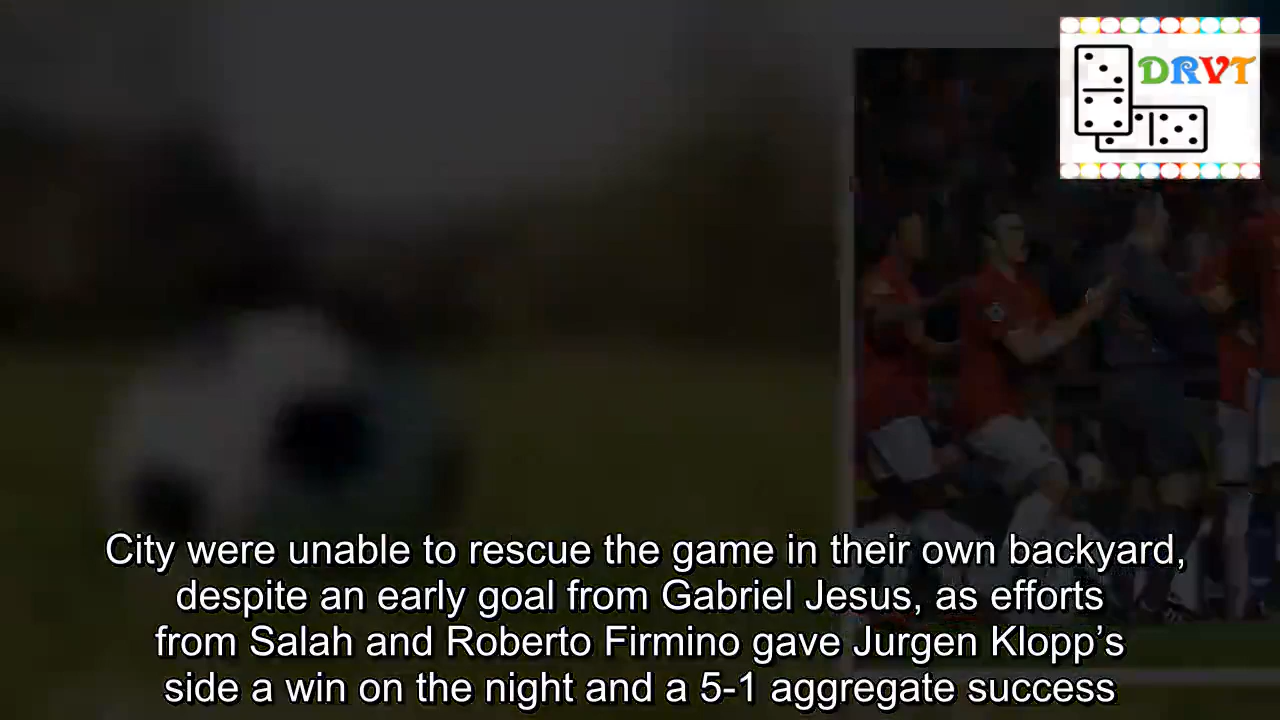 DRVT
City were unable to rescue the game in their own backyard,
despite an early goal from Gabriel Jesus, as efforts
from Salah and Roberto Firmino gave Jurgen Klopp’s
side a win on the night and a 5-1 aggregate success